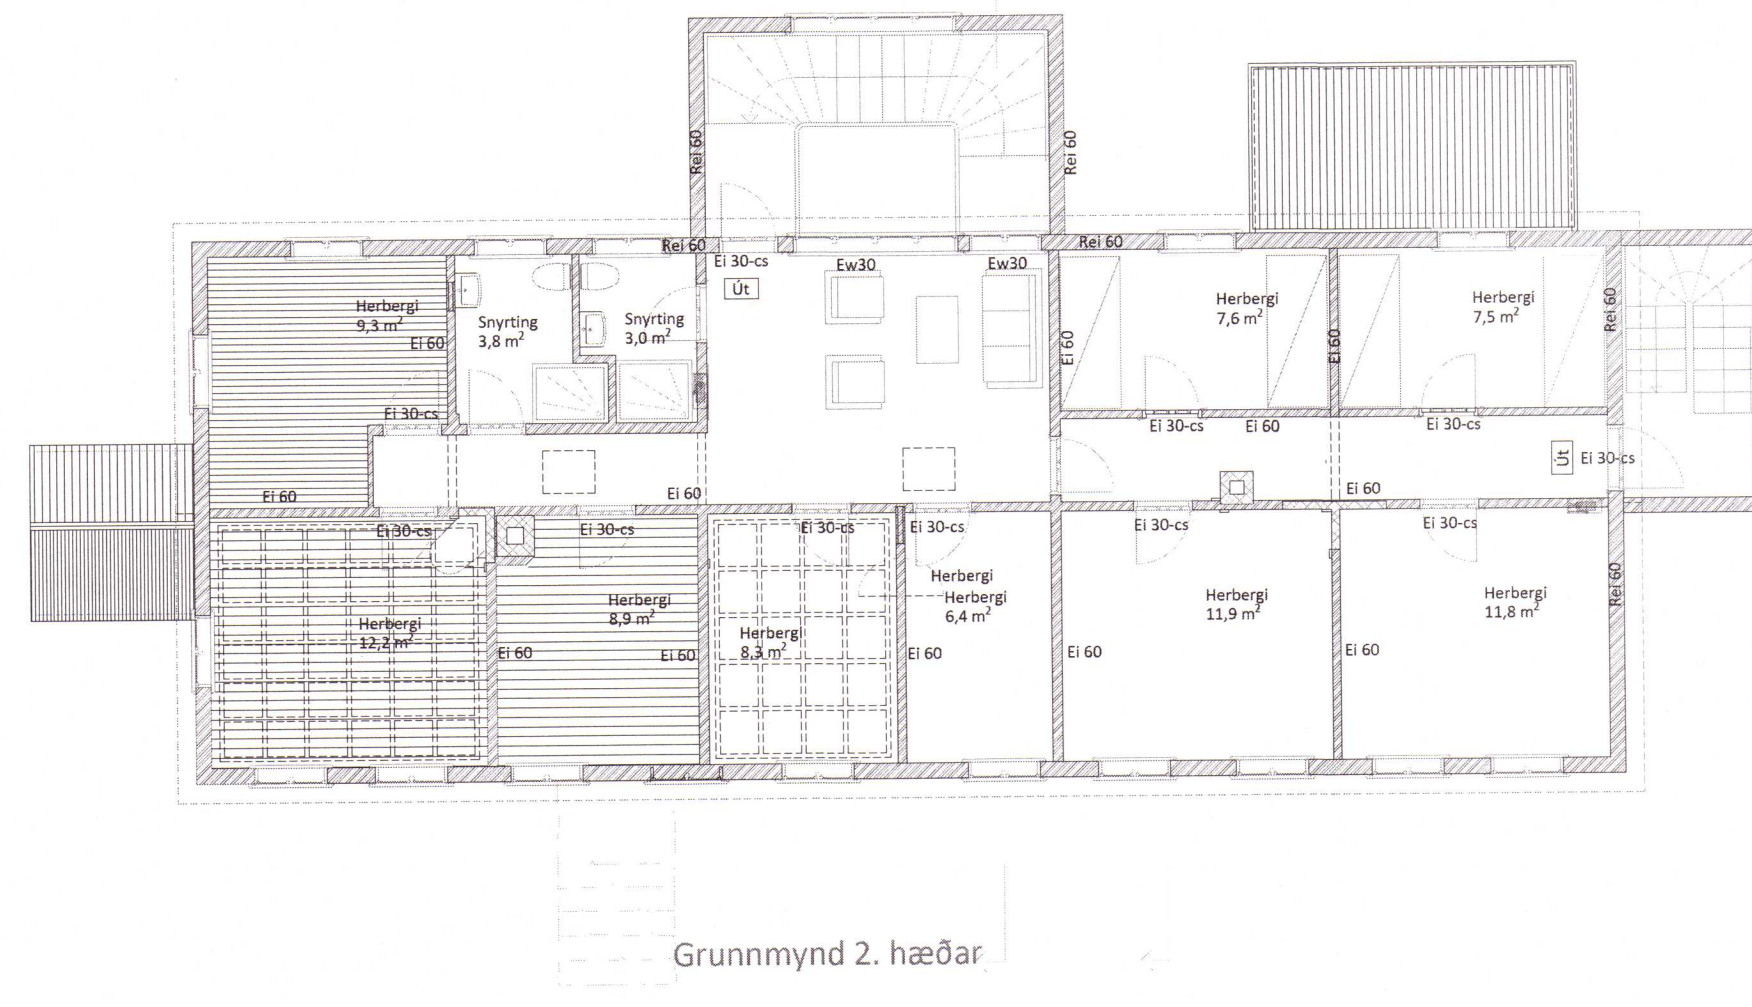 Rei 60
Rei 60
Rei 60
Rei 60
Ei 30-cs
Út
Ew30
Ew30
Herbergi
9,3 m²
Ei 60
Snyrting
3,8 m²
Snyrting
3,0 m²
Ei 60
Herbergi
7,6 m²
Ei 60
Herbergi
7,5 m²
Rei 60
Ei 30-cs
Ei 30-cs
Ei 60
Ei 30-cs
Út
Ei 30-cs
Ei 60
Ei 60
Ei 60
Ei 30-cs
Ei 30-cs
Ei 30-cs
Ei 30-cs
Ei 30-cs
Ei 30-cs
Herbergi
12,2 m²
Ei 60
Herbergi
8,9 m²
Ei 60
Herbergi
8,3 m²
Ei 60
Herbergi
Herbergi
6,4 m²
Ei 60
Herbergi
11,9 m²
Ei 60
Herbergi
11,8 m²
Rei 60
Grunnmynd 2. hæðar